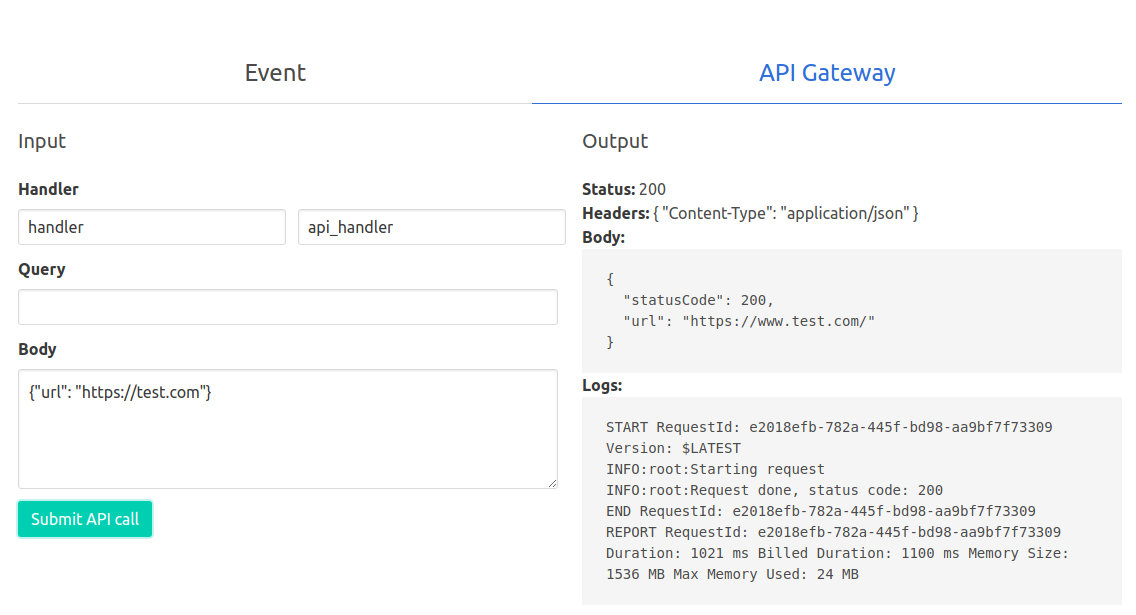 Event
API Gateway
Input
Handler
handler
api_handler
Query
Body
{"url": "https://test.com"}
Submit API call
Output
Status: 200
Headers: { "Content-Type": "application/json" }
Body:
{
  "statusCode": 200,
  "url": "https://www.test.com/"
}
Logs:
START RequestId: e2018efb-782a-445f-bd98-aa9bf7f73309
Version: $LATEST
INFO:root:Starting request
INFO:root:Request done, status code: 200
END RequestId: e2018efb-782a-445f-bd98-aa9bf7f73309
REPORT RequestId: e2018efb-782a-445f-bd98-aa9bf7f73309
Duration: 1021 ms Billed Duration: 1100 ms Memory Size:
1536 MB Max Memory Used: 24 MB